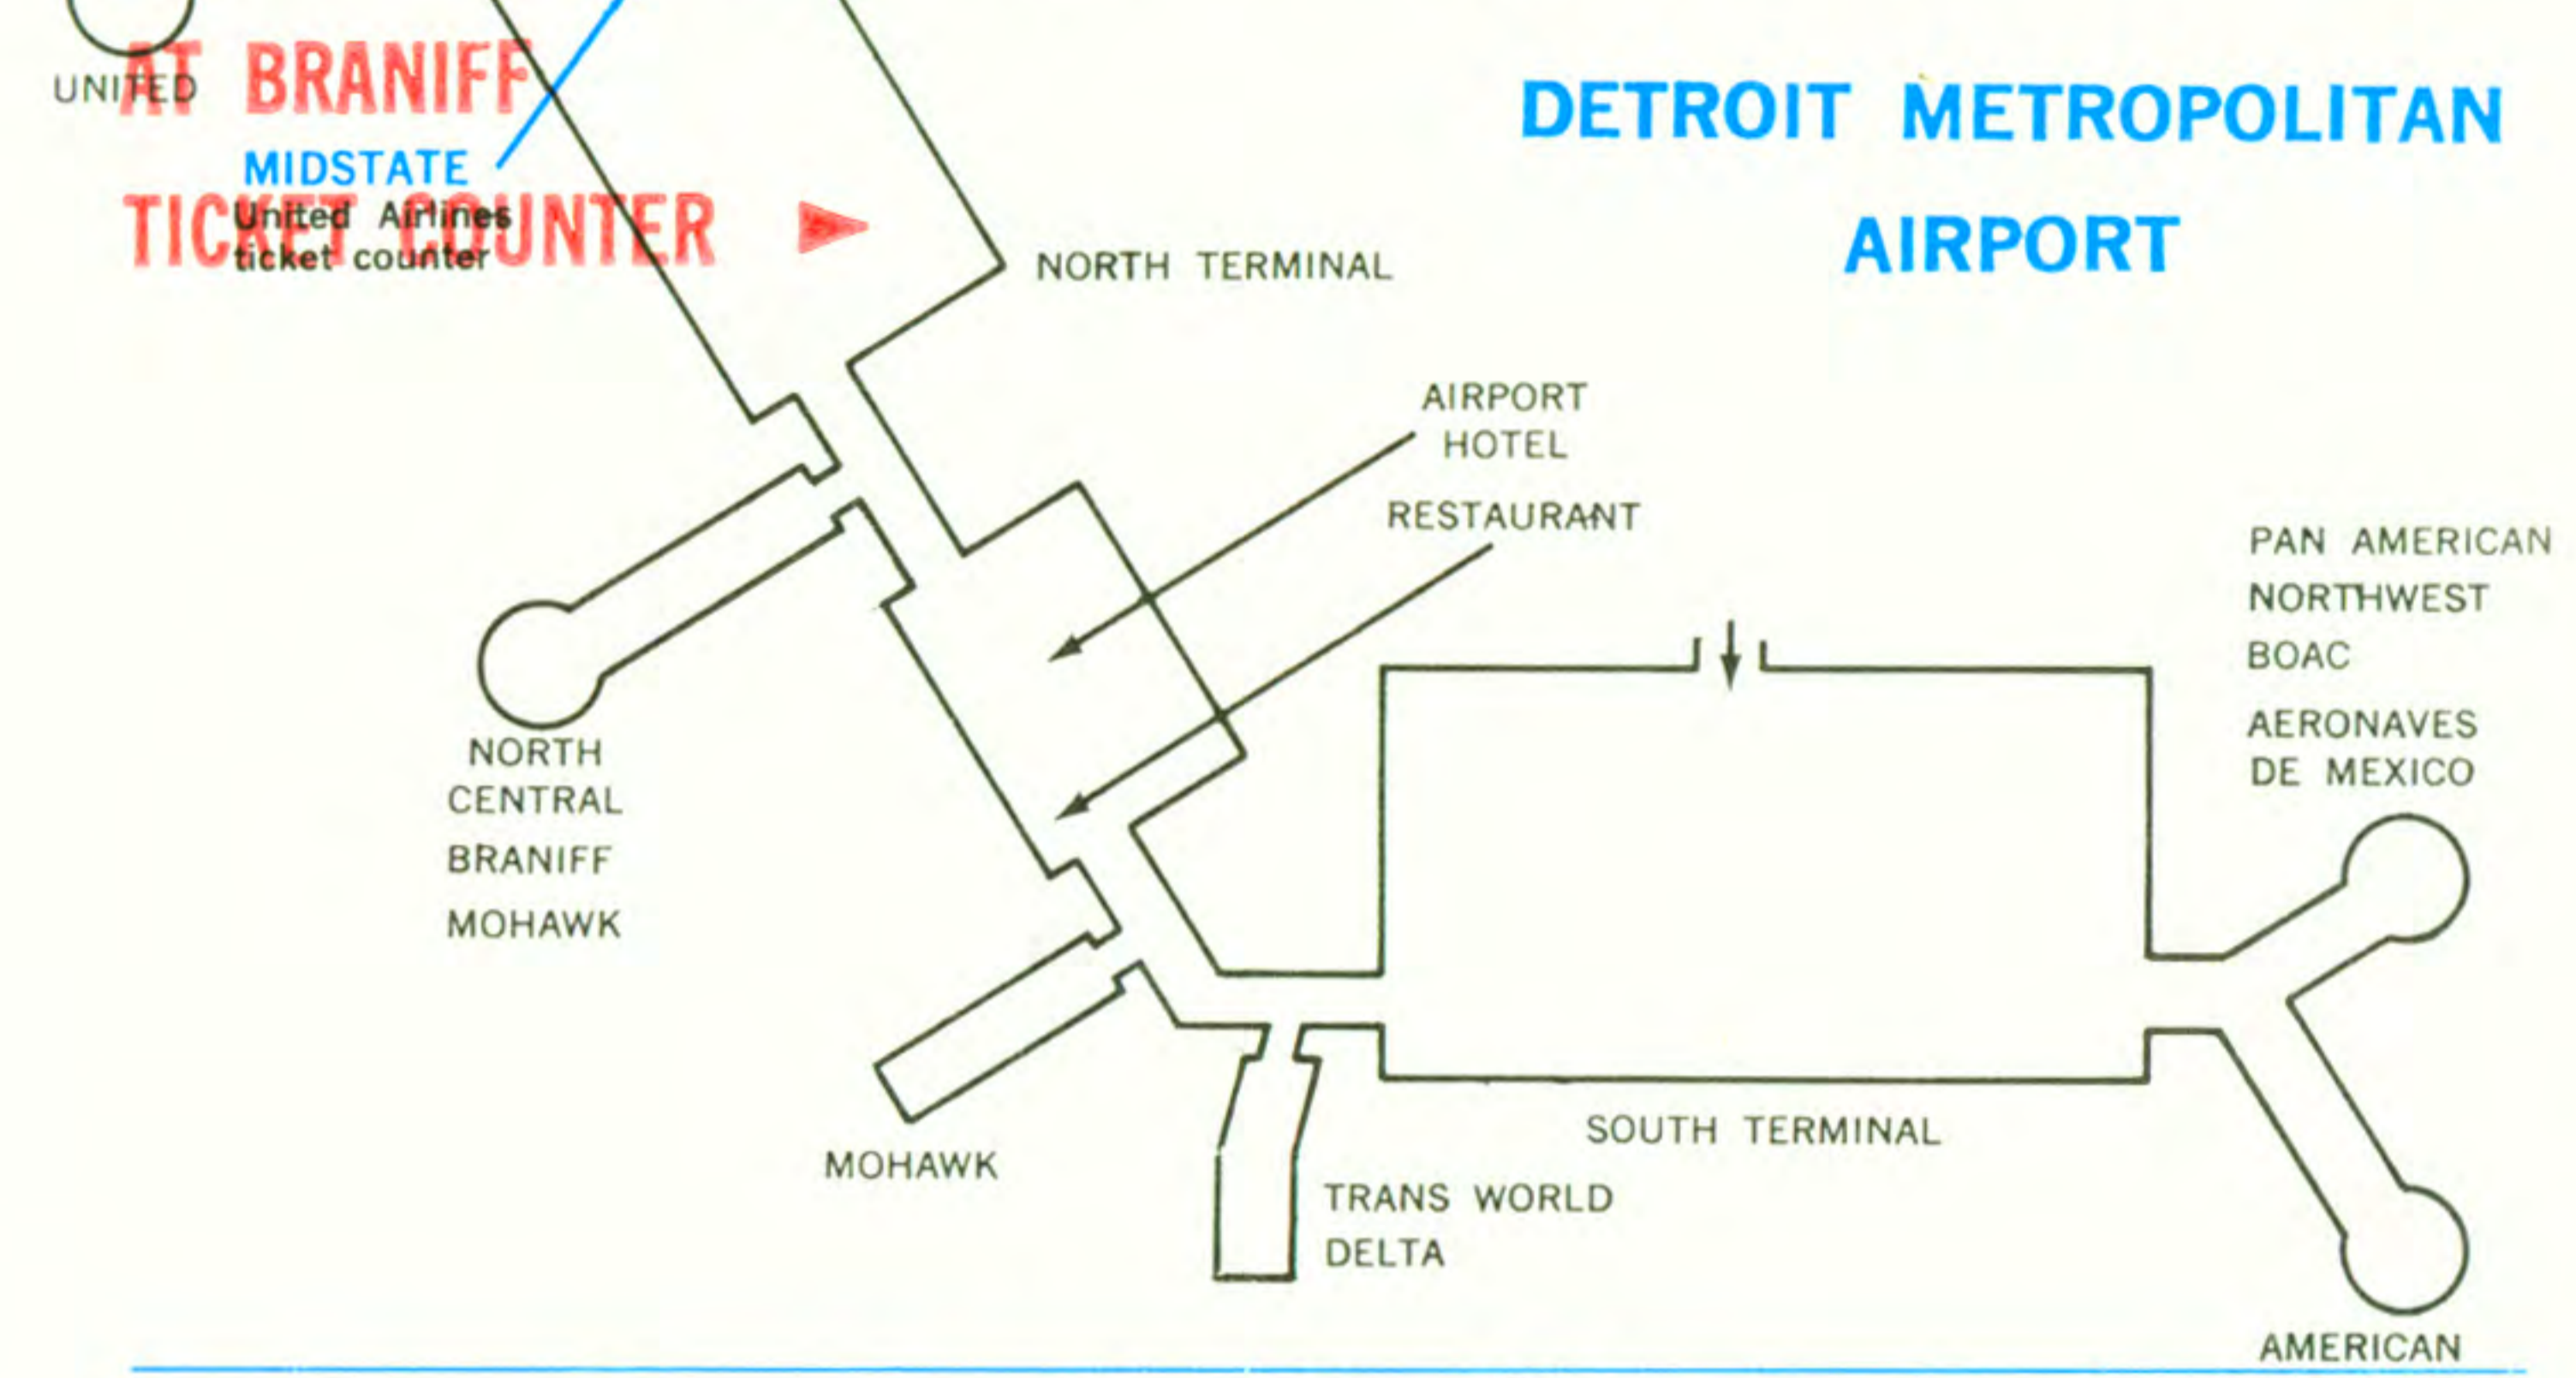 UNITED
AT BRANIFF
MIDSTATE
TICKET COUNTER
United Airlines
ticket counter
DETROIT METROPOLITAN
AIRPORT
NORTH TERMINAL
AIRPORT
HOTEL
RESTAURANT
PAN AMERICAN
NORTHWEST
BOAC
AERONAVES
DE MEXICO
NORTH
CENTRAL
BRANIFF
MOHAWK
MOHAWK
SOUTH TERMINAL
TRANS WORLD
DELTA
AMERICAN